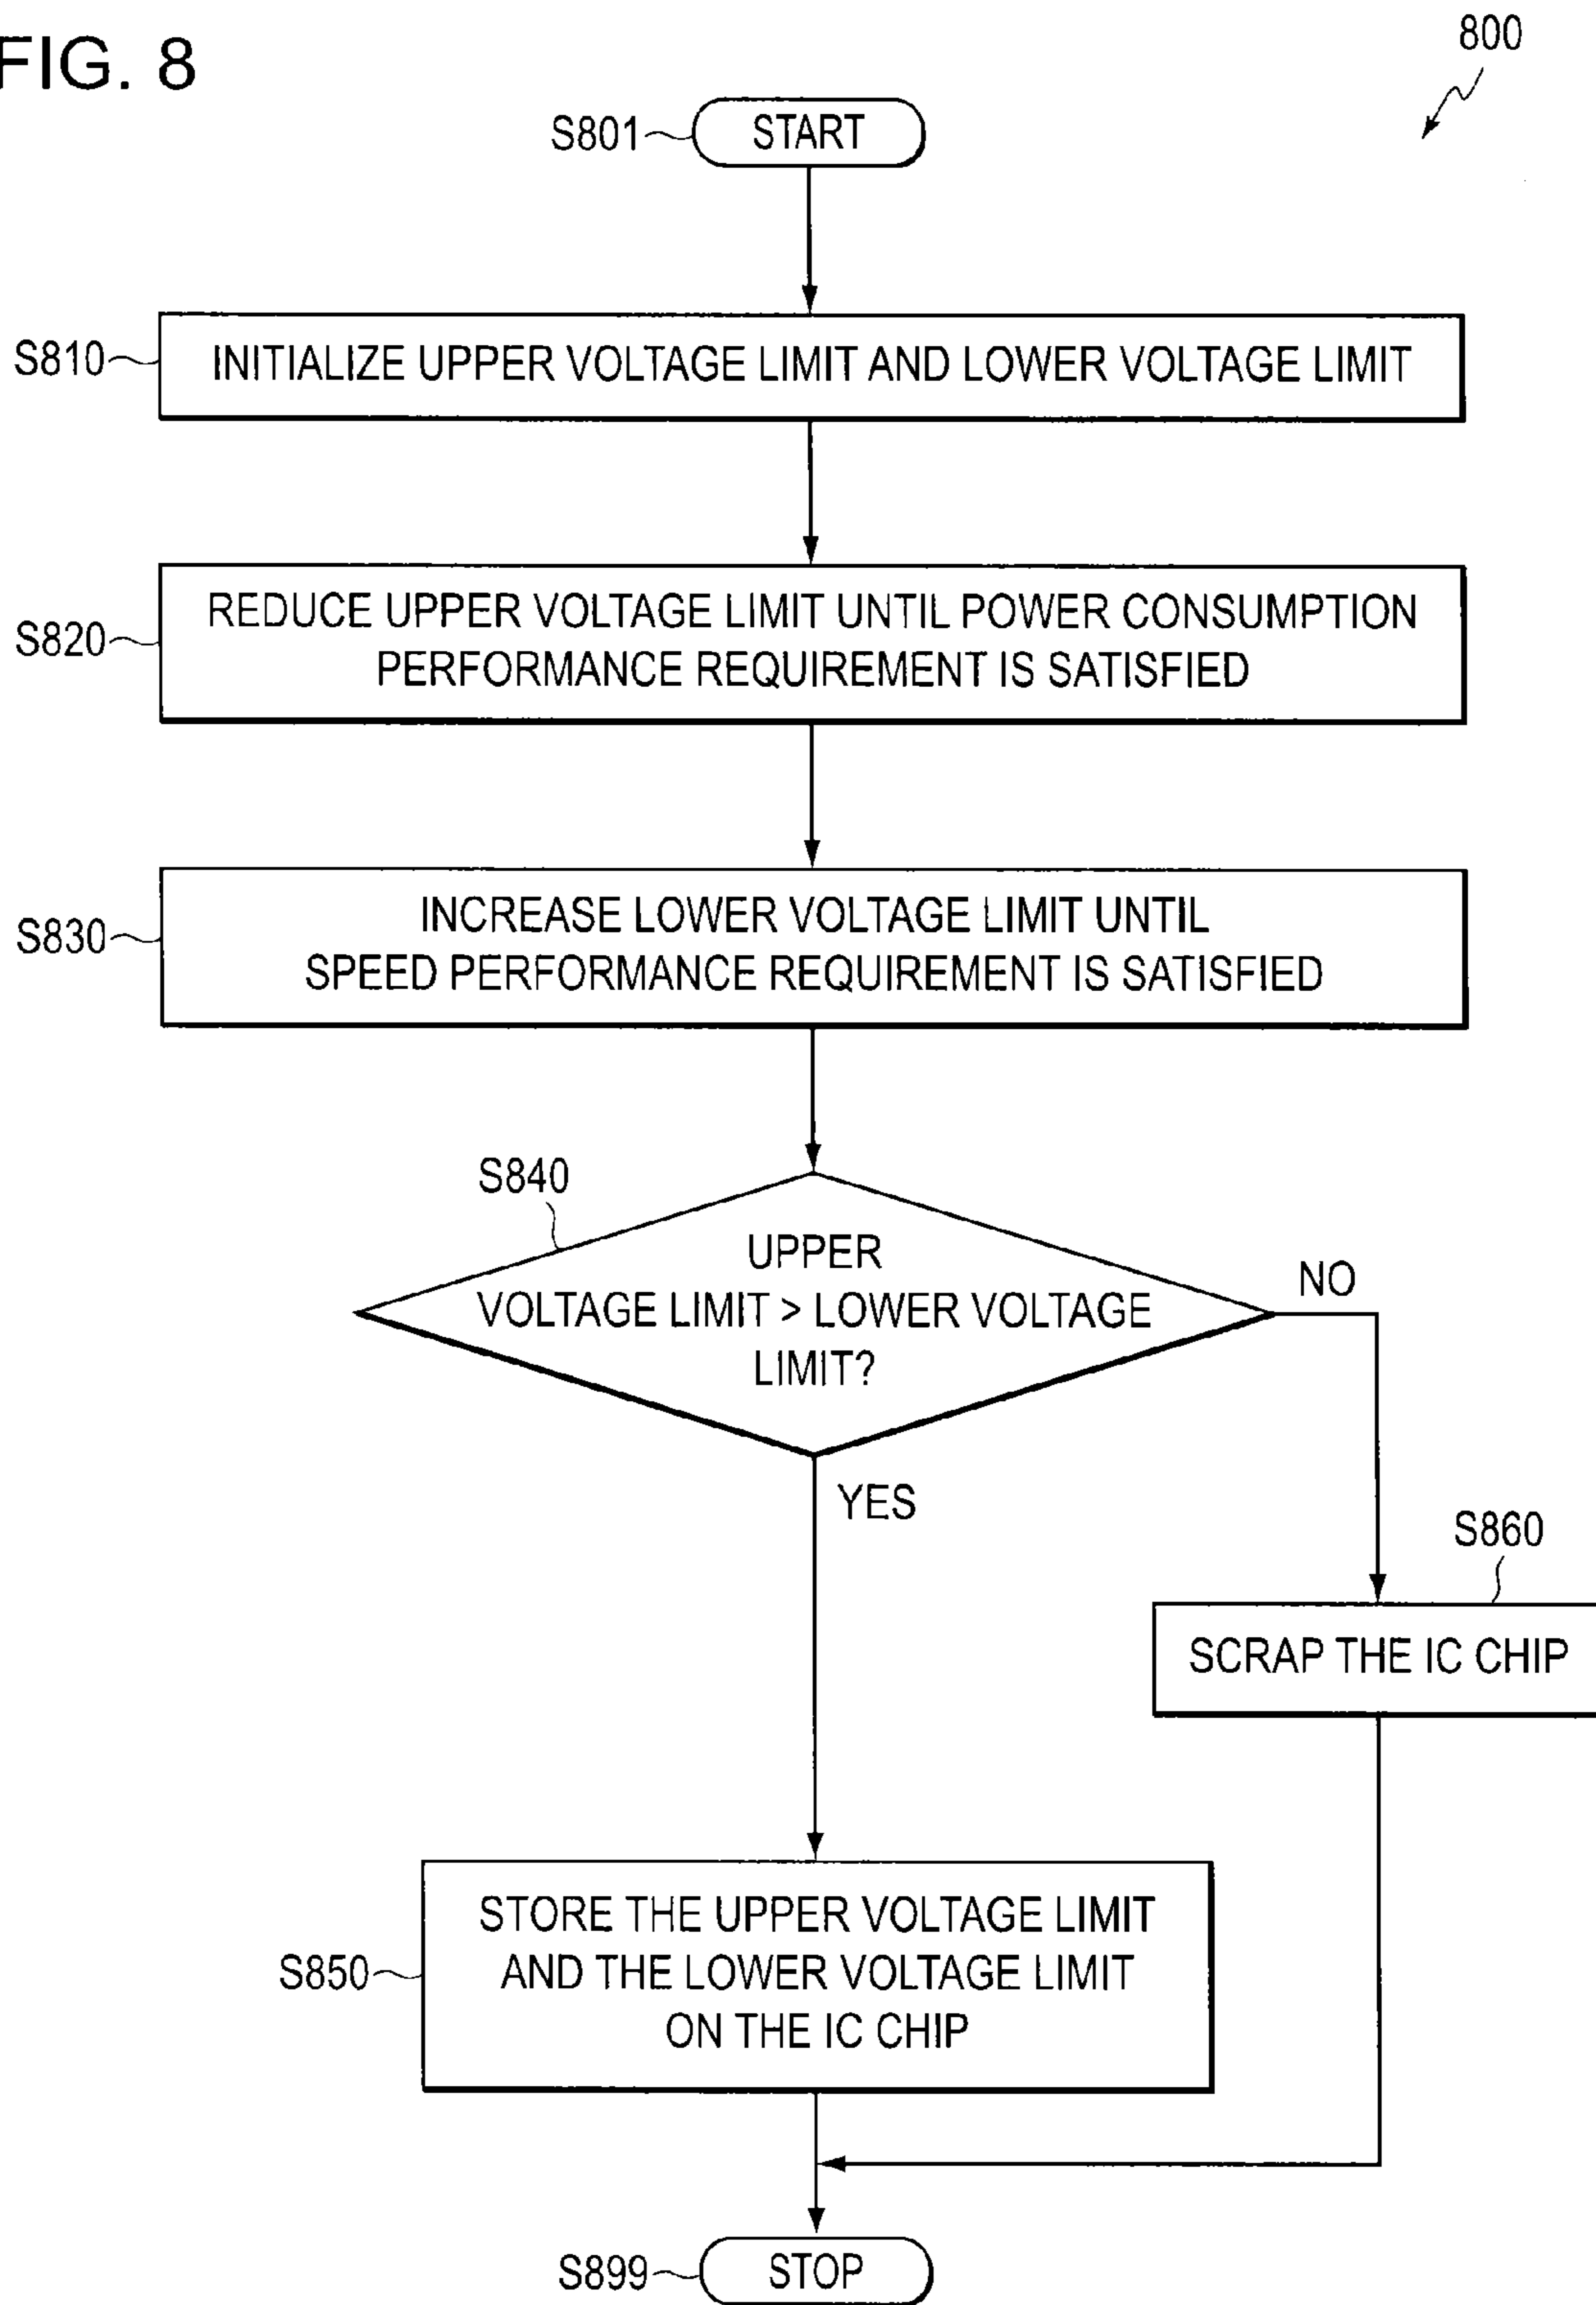 FIG. 8
800
S801
START
S810
INITIALIZE UPPER VOLTAGE LIMIT AND LOWER VOLTAGE LIMIT
S820
REDUCE UPPER VOLTAGE LIMIT UNTIL POWER CONSUMPTION
PERFORMANCE REQUIREMENT IS SATISFIED
S830
INCREASE LOWER VOLTAGE LIMIT UNTIL
SPEED PERFORMANCE REQUIREMENT IS SATISFIED
S840
UPPER
VOLTAGE LIMIT > LOWER VOLTAGE
LIMIT?
NO
YES
S860
SCRAP THE IC CHIP
S850
STORE THE UPPER VOLTAGE LIMIT
AND THE LOWER VOLTAGE LIMIT
ON THE IC CHIP
S899
STOP